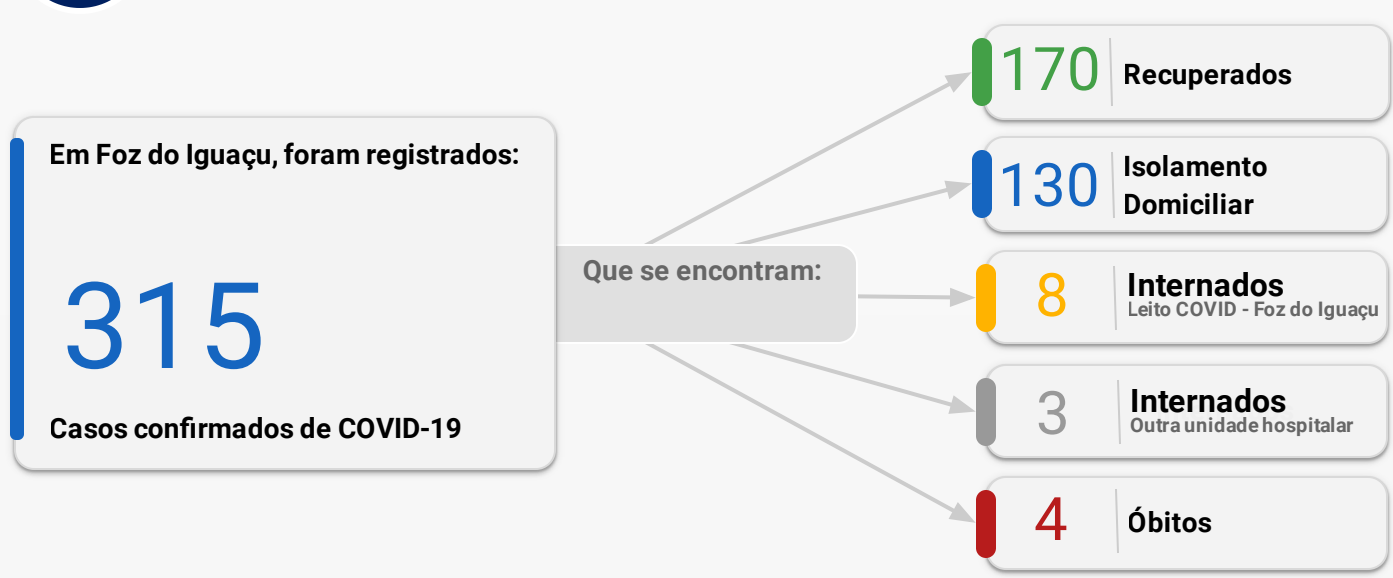 Em Foz do Iguaçu, foram registrados:
315
Casos confirmados de COVID-19
Que se encontram:
170
Recuperados
130
Isolamento
Domiciliar
8
Internados
Leito COVID - Foz do Iguaçu
3
Internados
Outra unidade hospitalar
4
Óbitos